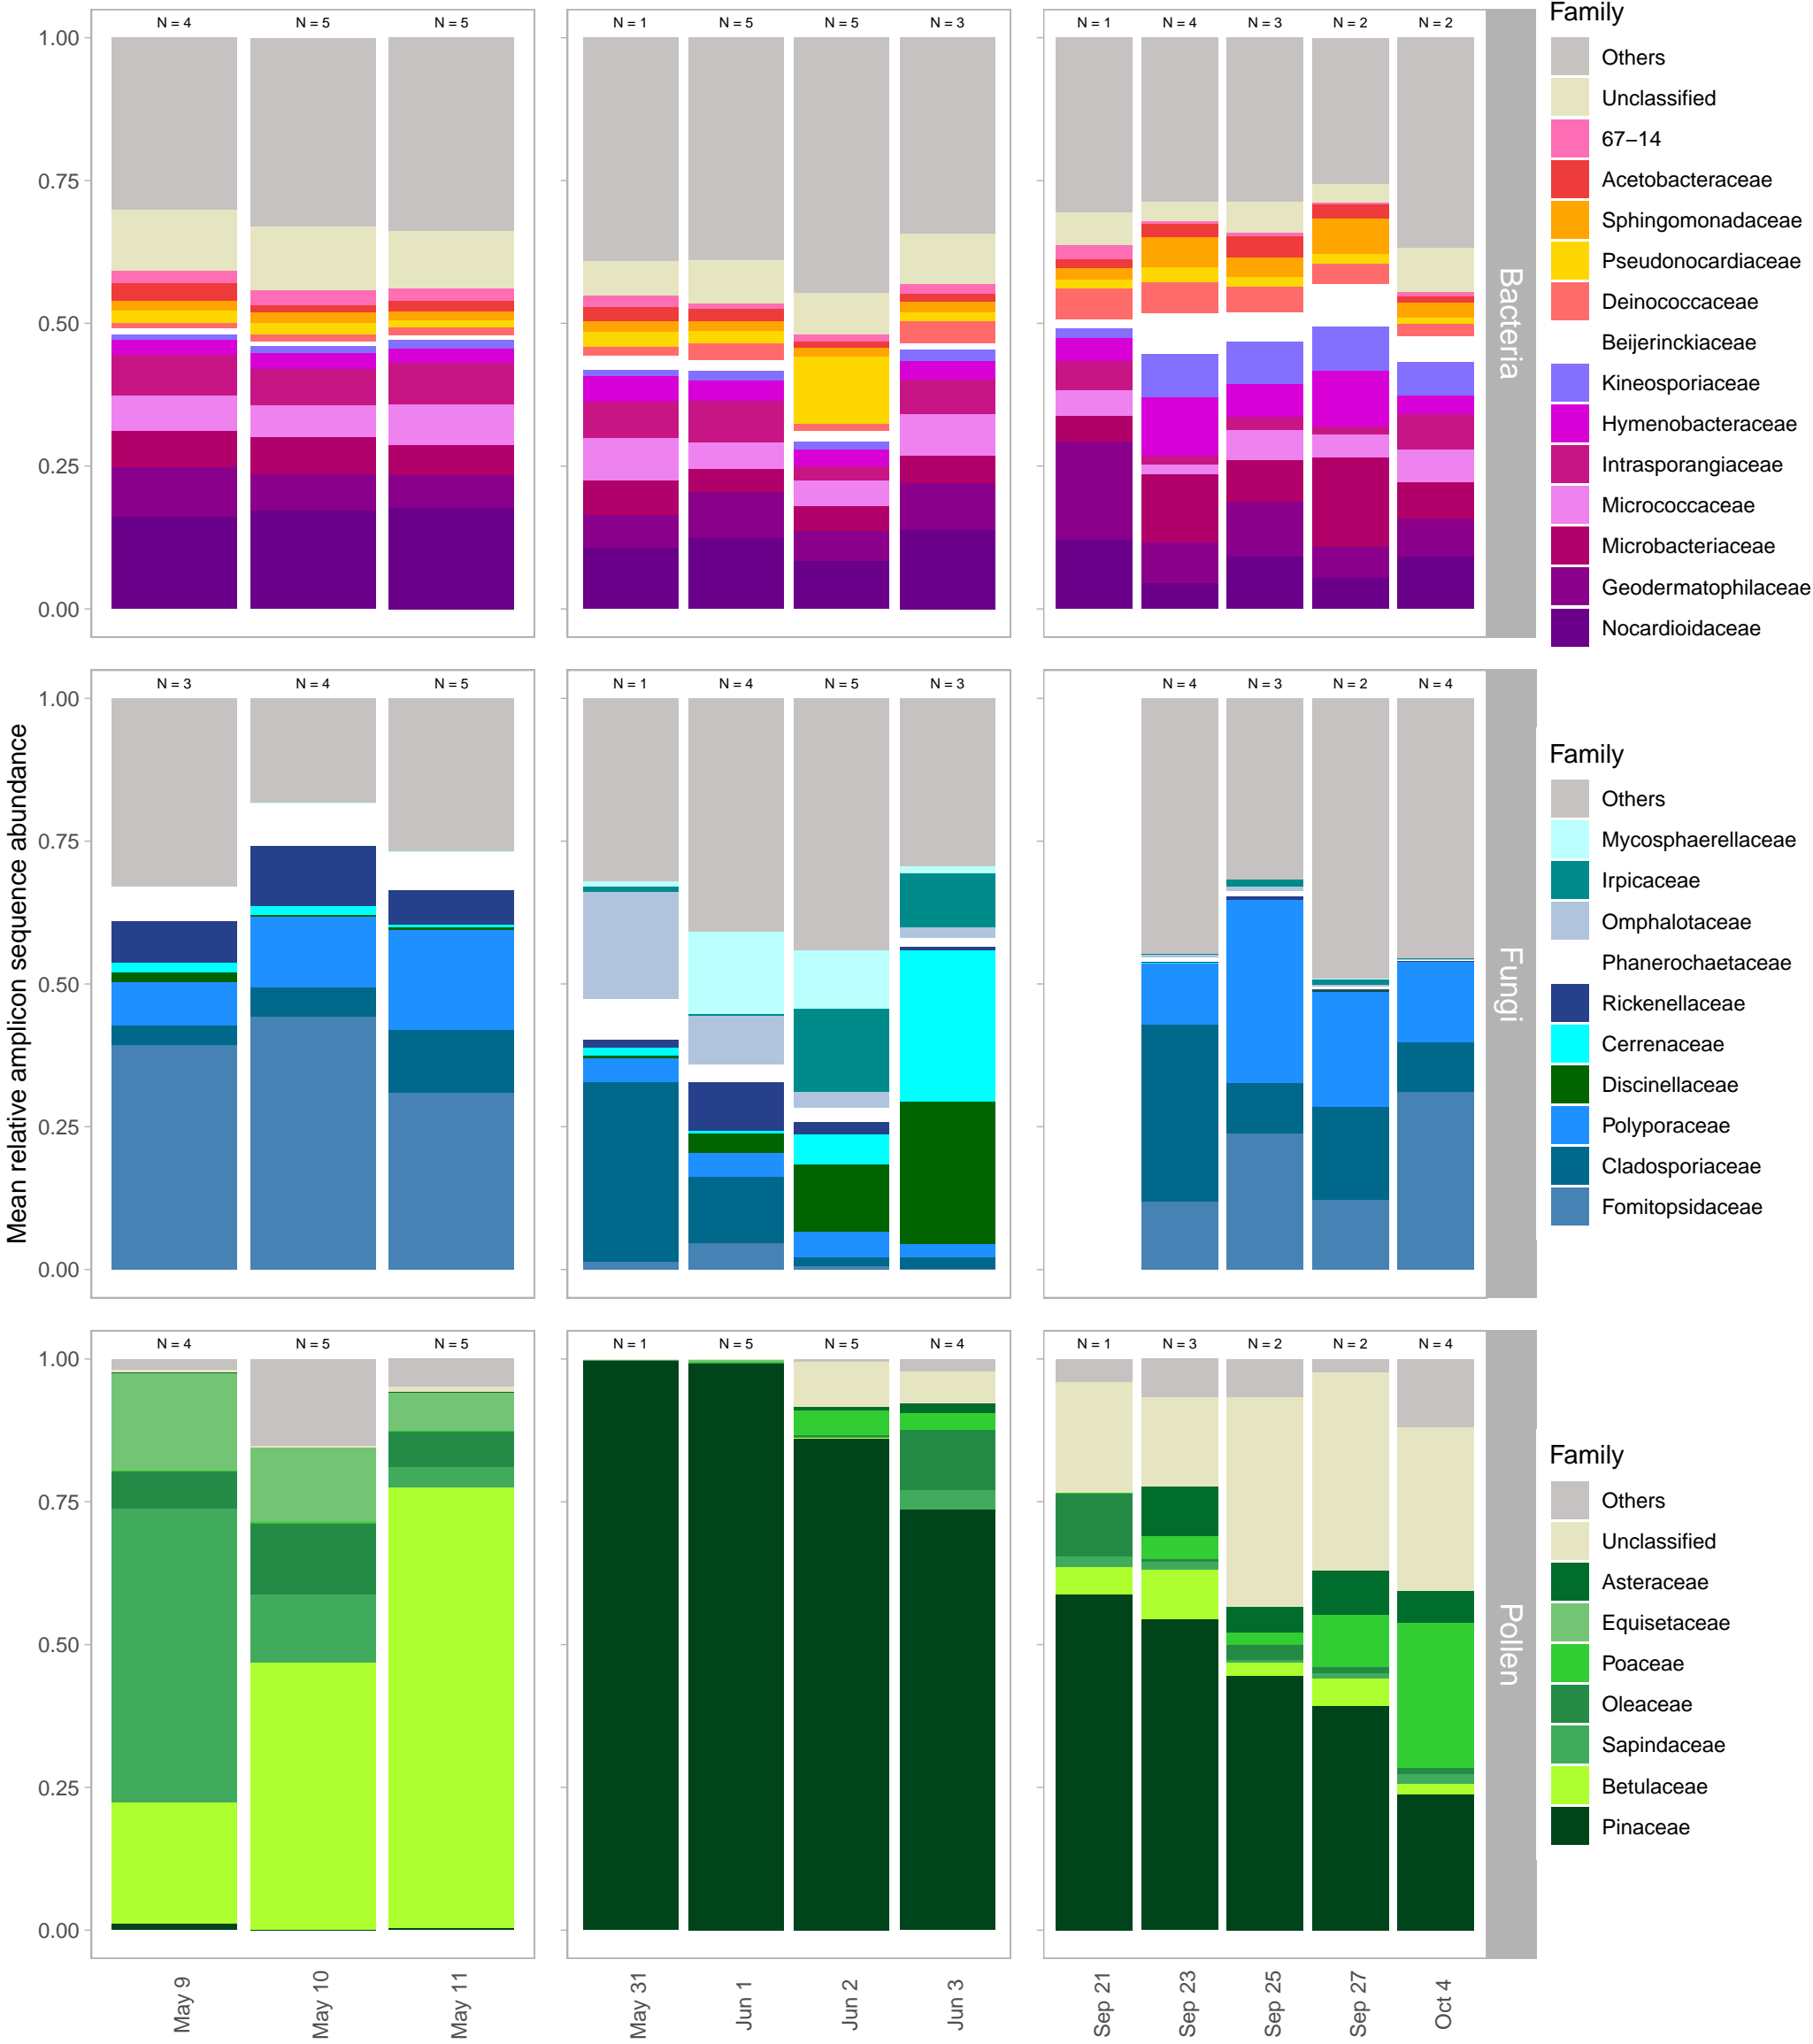 N = 4 N = 5 N = 5 N = 1 N = 5 N = 5 N = 3 N = 1 N = 4 N = 3 N = 2 N = 2
1.00
0.75
0.50
0.25
0.00
Bacteria
Family
Others
Unclassified
67−14
Acetobacteraceae
Sphingomonadaceae
Pseudonocardiaceae
Deinococcaceae
Beijerinckiaceae
Kineosporiaceae
Hymenobacteraceae
Intrasporangiaceae
Micrococcaceae
Microbacteriaceae
Geodermatophilaceae
Nocardioidaceae
Mean relative amplicon sequence abundance
N = 3 N = 4 N = 5 N = 1 N = 4 N = 5 N = 3 N = 4 N = 3 N = 2 N = 4
1.00
0.75
0.50
0.25
0.00
Fungi
Family
Others
Mycosphaerellaceae
Irpicaceae
Omphalotaceae
Phanerochaetaceae
Rickenellaceae
Cerrenaceae
Discinellaceae
Polyporaceae
Cladosporiaceae
Fomitopsidaceae
N = 4 N = 5 N = 5 N = 1 N = 5 N = 5 N = 4 N = 1 N = 3 N = 2 N = 2 N = 4
1.00
0.75
0.50
0.25
0.00
Pollen
Family
Others
Unclassified
Asteraceae
Equisetaceae
Poaceae
Oleaceae
Sapindaceae
Betulaceae
Pinaceae
May 9
May 10
May 11
May 31
Jun 1
Jun 2
Jun 3
Sep 21
Sep 23
Sep 25
Sep 27
Oct 4